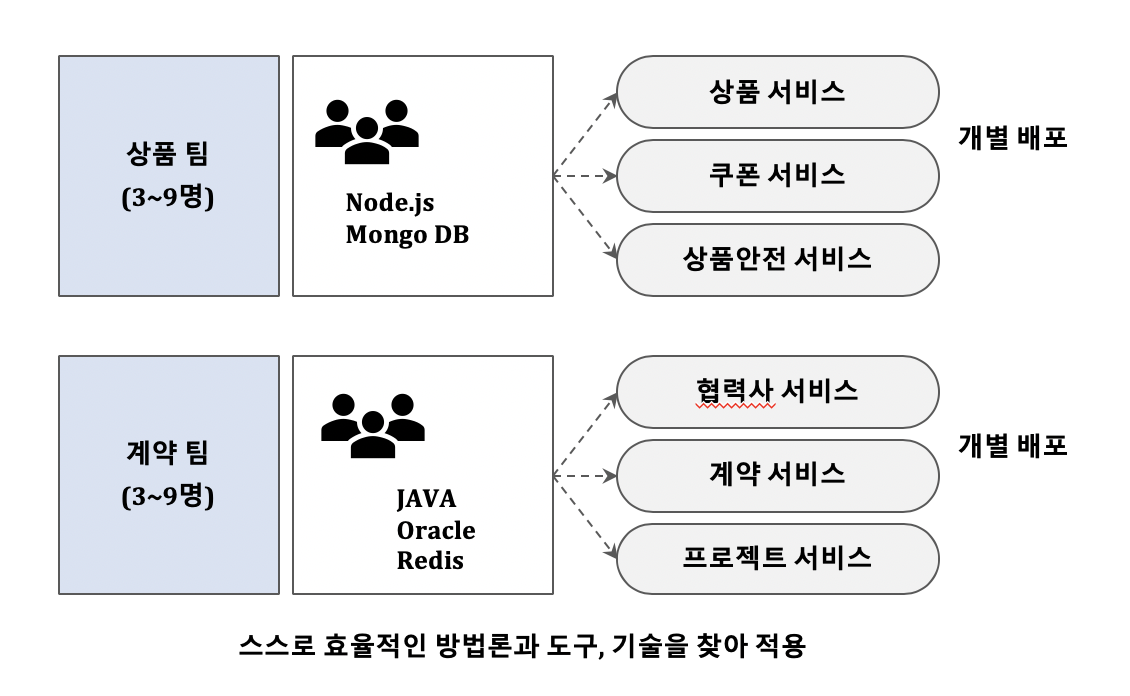 상품 팀
(3~9명)
Node.js
Mongo DB
상품 서비스
쿠폰 서비스
상품안전 서비스
개별 배포
계약 팀
(3~9명)
JAVA
Oracle
Redis
협력사 서비스
계약 서비스
프로젝트 서비스
개별 배포
스스로 효율적인 방법론과 도구, 기술을 찾아 적용